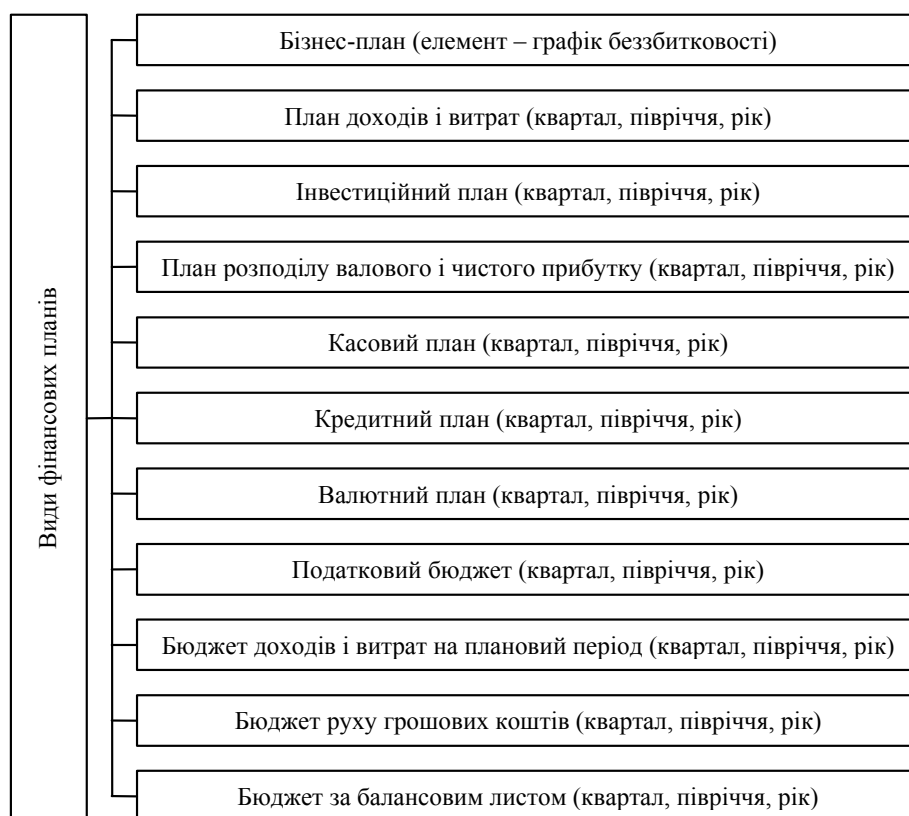 Види фінансових планів
Бізнес-план (елемент – графік беззбитковості)
План доходів і витрат (квартал, півріччя, рік)
Інвестиційний план (квартал, півріччя, рік)
План розподілу валового і чистого прибутку (квартал, півріччя, рік)
Касовий план (квартал, півріччя, рік)
Кредитний план (квартал, півріччя, рік)
Валютний план (квартал, півріччя, рік)
Податковий бюджет (квартал, півріччя, рік)
Бюджет доходів і витрат на плановий період (квартал, півріччя, рік)
Бюджет руху грошових коштів (квартал, півріччя, рік)
Бюджет за балансовим листом (квартал, півріччя, рік)